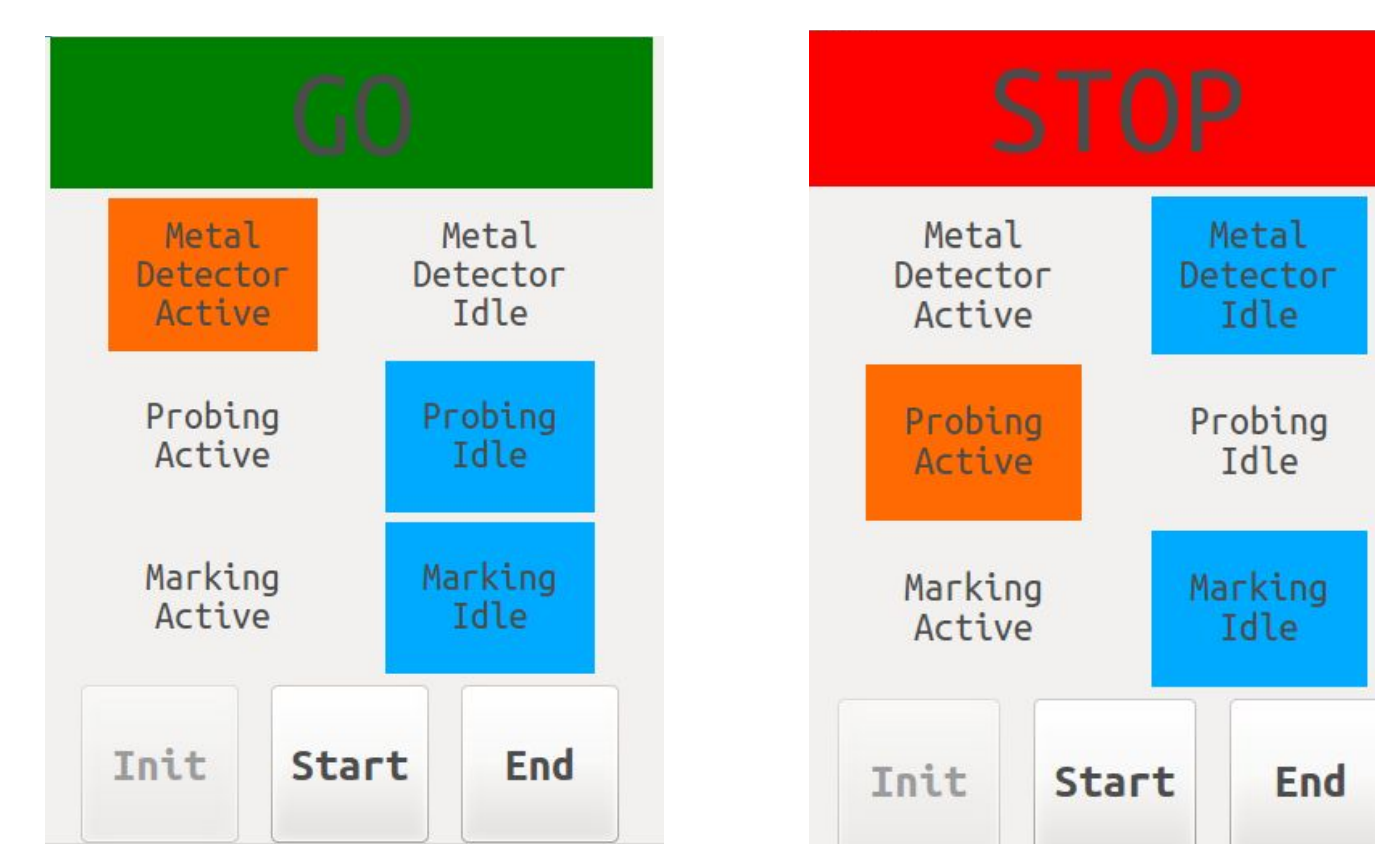 GO
Metal
Detector
Active
Metal
Detector
Idle
Probing
Active
Probing
Idle
Marking
Active
Marking
Idle
Init
Start
End
STOP
Metal
Detector
Active
Metal
Detector
Idle
Probing
Active
Probing
Idle
Marking
Active
Marking
Idle
Init
Start
End